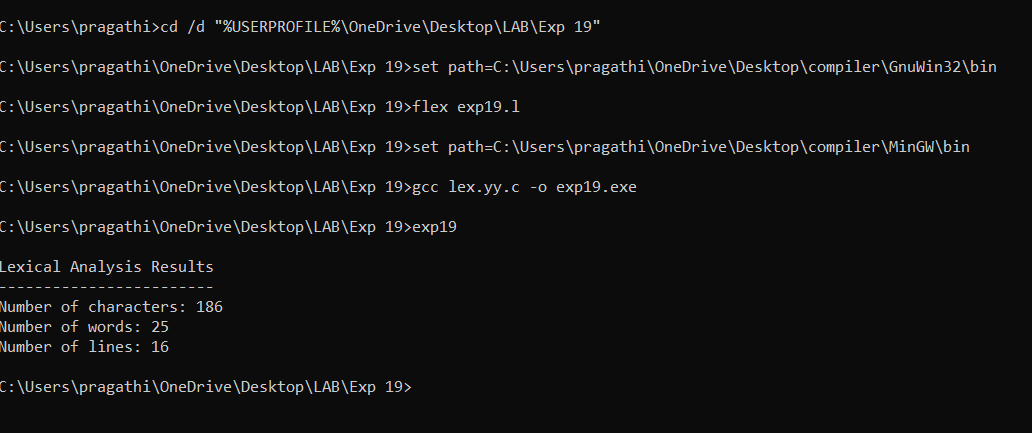 C:\Users\pragathi>cd /d "%USERPROFILE%\OneDrive\Desktop\LAB\Exp 19"
C:\Users\pragathi\OneDrive\Desktop\LAB\Exp 19>set path=C:\Users\pragathi\OneDrive\Desktop\compiler\GnuWin32\bin
C:\Users\pragathi\OneDrive\Desktop\LAB\Exp 19>flex exp19.l
C:\Users\pragathi\OneDrive\Desktop\LAB\Exp 19>set path=C:\Users\pragathi\OneDrive\Desktop\compiler\MinGW\bin
C:\Users\pragathi\OneDrive\Desktop\LAB\Exp 19>gcc lex.yy.c -o exp19.exe
C:\Users\pragathi\OneDrive\Desktop\LAB\Exp 19>exp19
Lexical Analysis Results
------------------------
Number of characters: 186
Number of words: 25
Number of lines: 16
C:\Users\pragathi\OneDrive\Desktop\LAB\Exp 19>